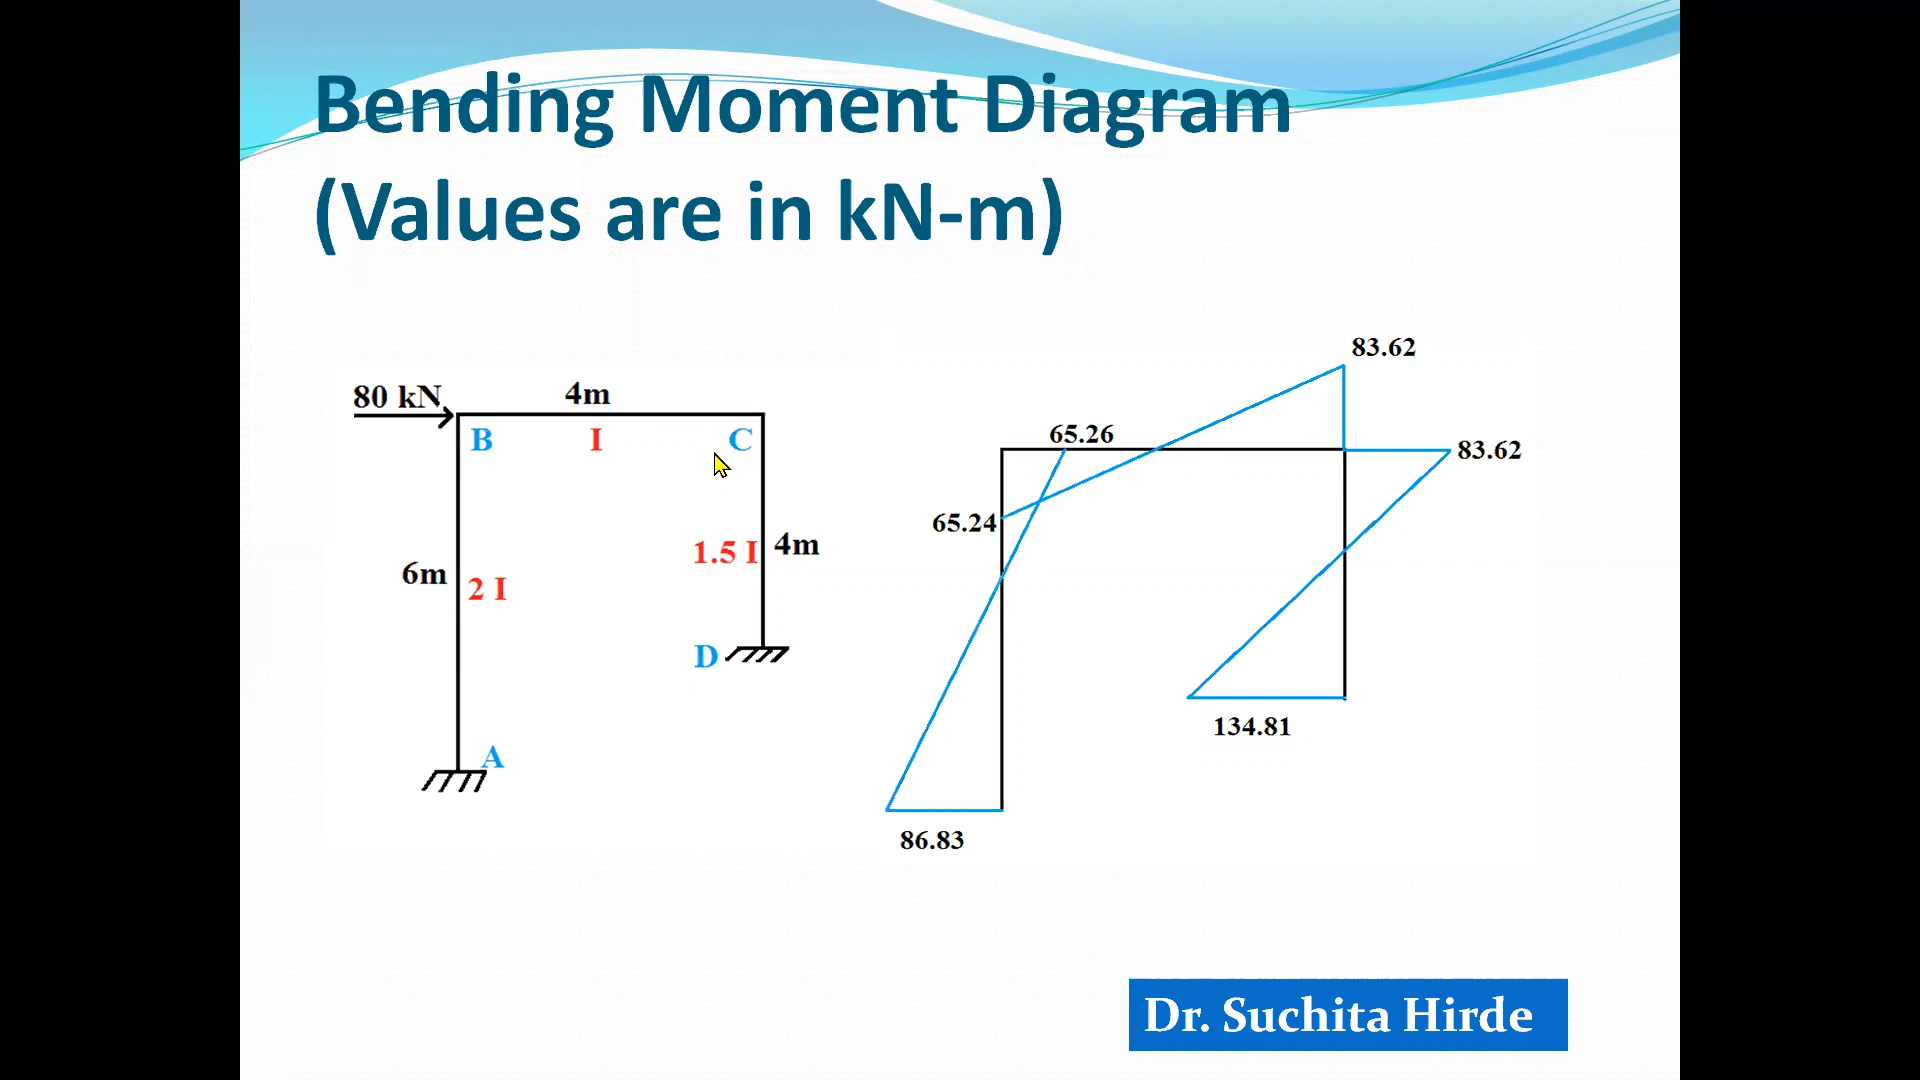 Bending Moment Diagram
(Values are in kN-m)
80 kN
4m
B
I
C
6m
2 I
1.5 I
4m
D
A
83.62
65.26
83.62
65.24
134.81
86.83
Dr. Suchita Hirde